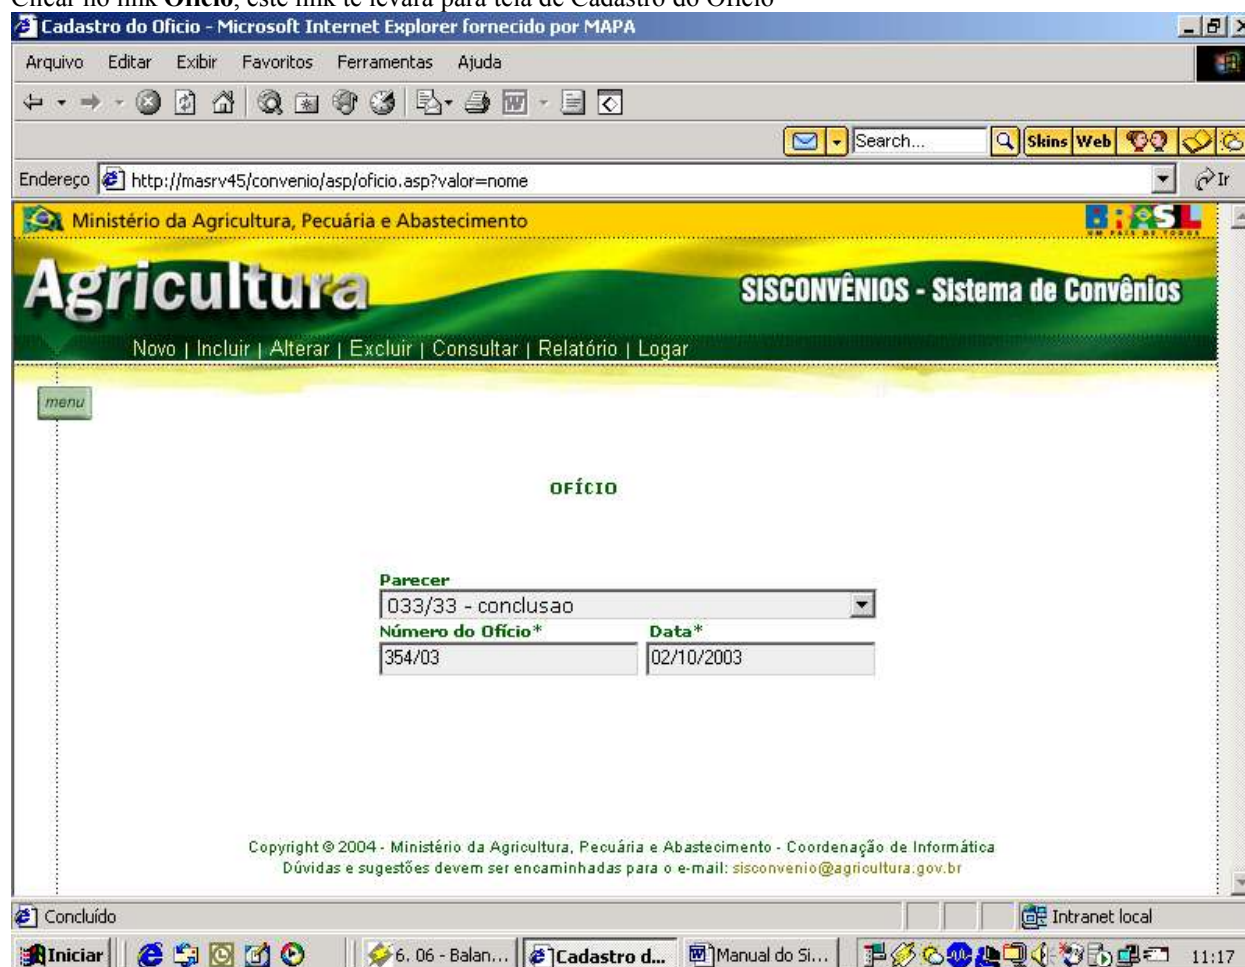 Clicar no link Ofício, este link te levará para tela de Cadastro do Ofício
Cadastro do Oficio - Microsoft Internet Explorer fornecido por MAPA
Arquivo Editar Exibir Favoritos Ferramentas Ajuda
Search... Skins Web
Endereço http://masrv45/convenio/asp/oficio.asp?valor=nome Ir
Ministério da Agricultura, Pecuária e Abastecimento BRASIL
UM PAÍS DE TODOS
Agricultura SISCONVÊNIOS - Sistema de Convênios
Novo | Incluir | Alterar | Excluir | Consultar | Relatório | Logar
menu
OFÍCIO
Parecer
033/33 - conclusao
Número do Ofício* Data*
354/03 02/10/2003
Copyright © 2004 - Ministério da Agricultura, Pecuária e Abastecimento - Coordenação de Informática
Dúvidas e sugestões devem ser encaminhadas para o e-mail: sisconvenio@agricultura.gov.br
Concluído Intranet local
Iniciar 6. 06 - Balan... Cadastro d... Manual do Si... 11:17